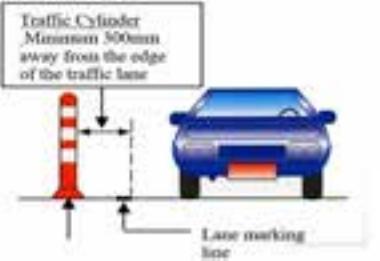 Traffic Cylinder
Minimum 300mm
away from the edge
of the traffic lane
Lane marking
line